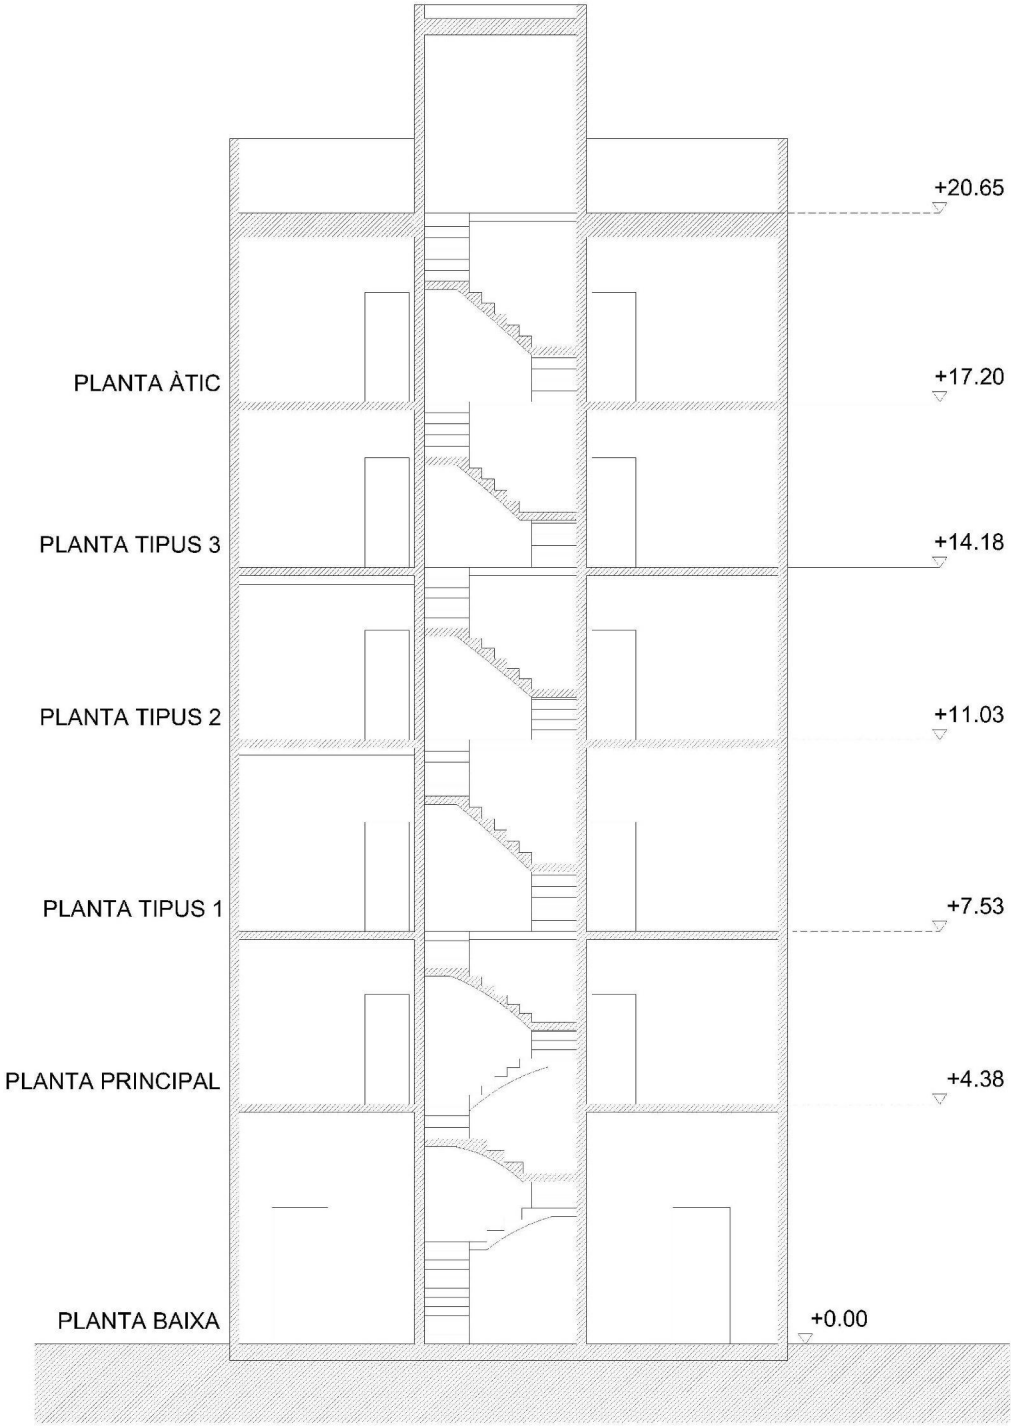 +20.65
PLANTA ÀTIC
+17.20
PLANTA TIPUS 3
+14.18
PLANTA TIPUS 2
+11.03
PLANTA TIPUS 1
+7.53
PLANTA PRINCIPAL
+4.38
PLANTA BAIXA
+0.00